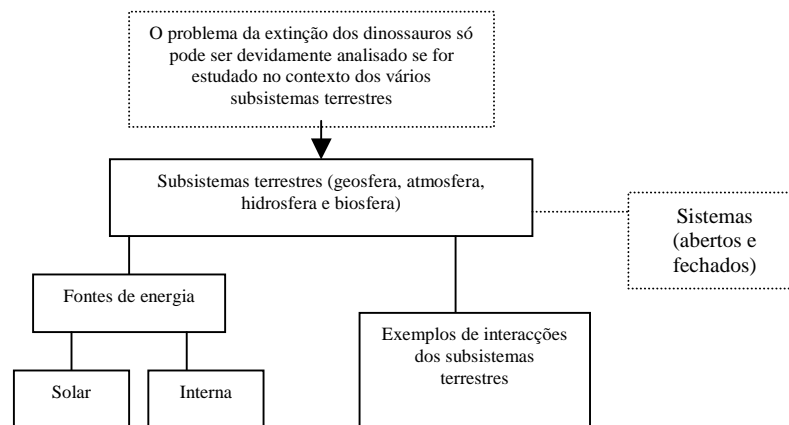 O problema da extinção dos dinossauros só
pode ser devidamente analisado se for
estudado no contexto dos vários
subsistemas terrestres
Subsistemas terrestres (geosfera, atmosfera,
hidrosfera e biosfera)
Sistemas
(abertos e
fechados)
Fontes de energia
Exemplos de interacções
dos subsistemas
terrestres
Solar
Interna